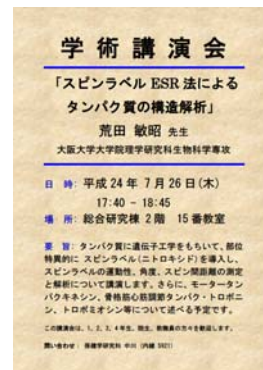 学術講演会
「スピンラベル ESR 法による
タンパク質の構造解析」
荒田 敏昭 先生
大阪大学大学院理学研究科生物科学専攻
日 時: 平成 24 年 7 月 26 日(木)
17:40 - 18:45
場 所: 総合研究棟 2 階 15 番教室
要 旨: タンパク質に遺伝子工学をもちいて、部位
特異的に スピンラベル(ニトロキシド)を導入し、
スピンラベルの運動性、角度、スピン間距離の測定
と解析について講演します。さらに、モータータン
パクキネシン、骨格筋心筋調節タンパク・トロポニ
ン、トロポミオシン等について述べる予定です。
この講演会は、1、2、3、4 年生、院生、教職員の方々を歓迎します。
問い合わせ: 保健学研究科 中川 (内線 5921)